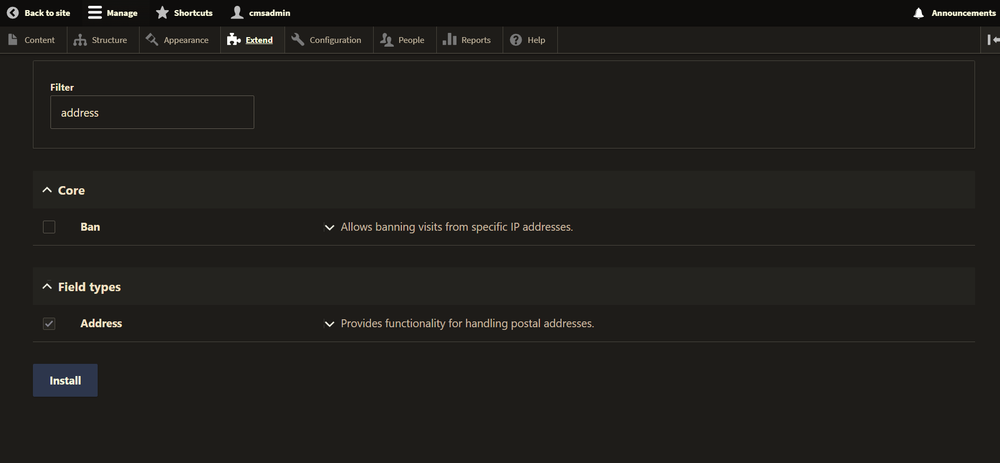 Back to site Manage Shortcuts cmsadmin Announcements
Content Structure Appearance Extend Configuration People Reports Help
Filter
address
Core
Ban Allows banning visits from specific IP addresses.
Field types
Address Provides functionality for handling postal addresses.
Install